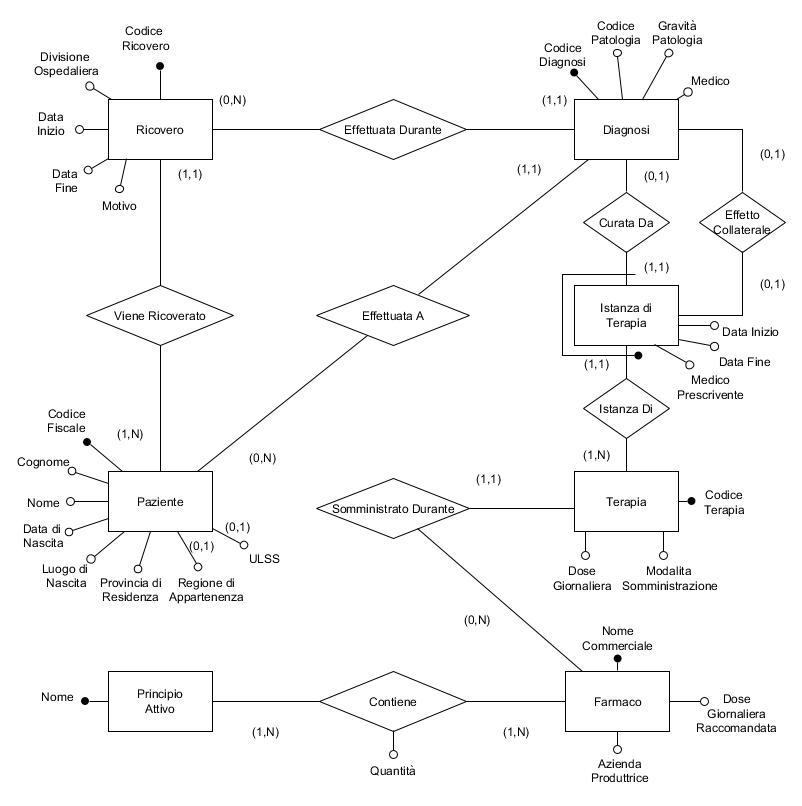 Codice
Ricovero
Divisione
Ospedaliera
Data
Inizio
Data
Fine
Motivo
Ricovero
(0,N)
(1,1)
Effettuata Durante
(1,1)
Codice
Diagnosi
Codice
Patologia
Gravità
Patologia
Medico
Diagnosi
(1,1)
(0,1)
(0,1)
Curata Da
Effetto
Collaterale
(1,1)
(0,1)
Viene Ricoverato
Effettuata A
Istanza di
Terapia
Data Inizio
Data Fine
Medico
Prescrivente
(1,1)
Istanza Di
(1,N)
Codice
Fiscale
(1,N)
Cognome
Nome
Data di
Nascita
Luogo di
Nascita
Provincia di
Residenza
Regione di
Appartenenza
(0,1)
(0,1)
ULSS
Paziente
(0,N)
Somministrato Durante
(1,1)
Terapia
Codice
Terapia
Dose
Giornaliera
Modalita
Somministrazione
(0,N)
Nome
Commerciale
Nome
Principio
Attivo
(1,N)
Contiene
Quantità
(1,N)
Farmaco
Dose
Giornaliera
Raccomandata
Azienda
Produttrice